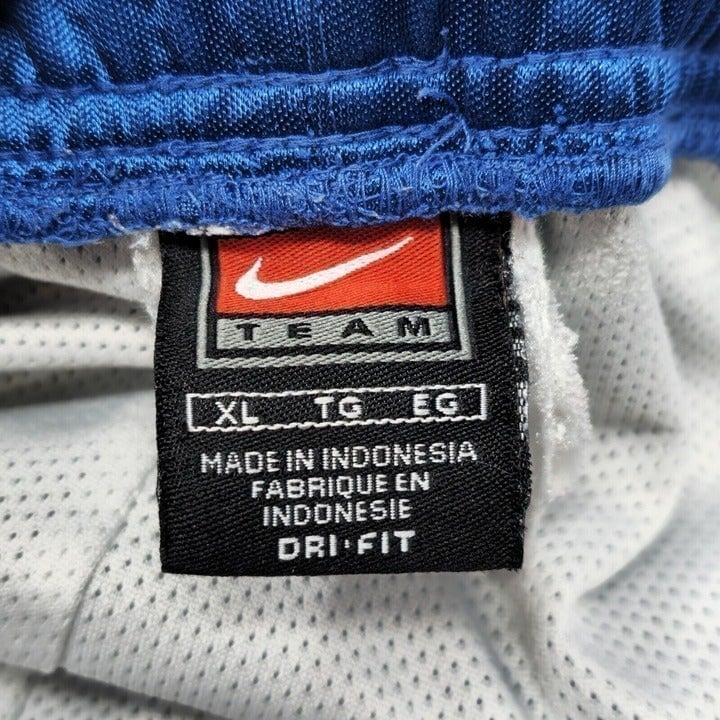 TEAM
XL TG EG
MADE IN INDONESIA
FABRIQUE EN
INDONESIE
DRI•FIT